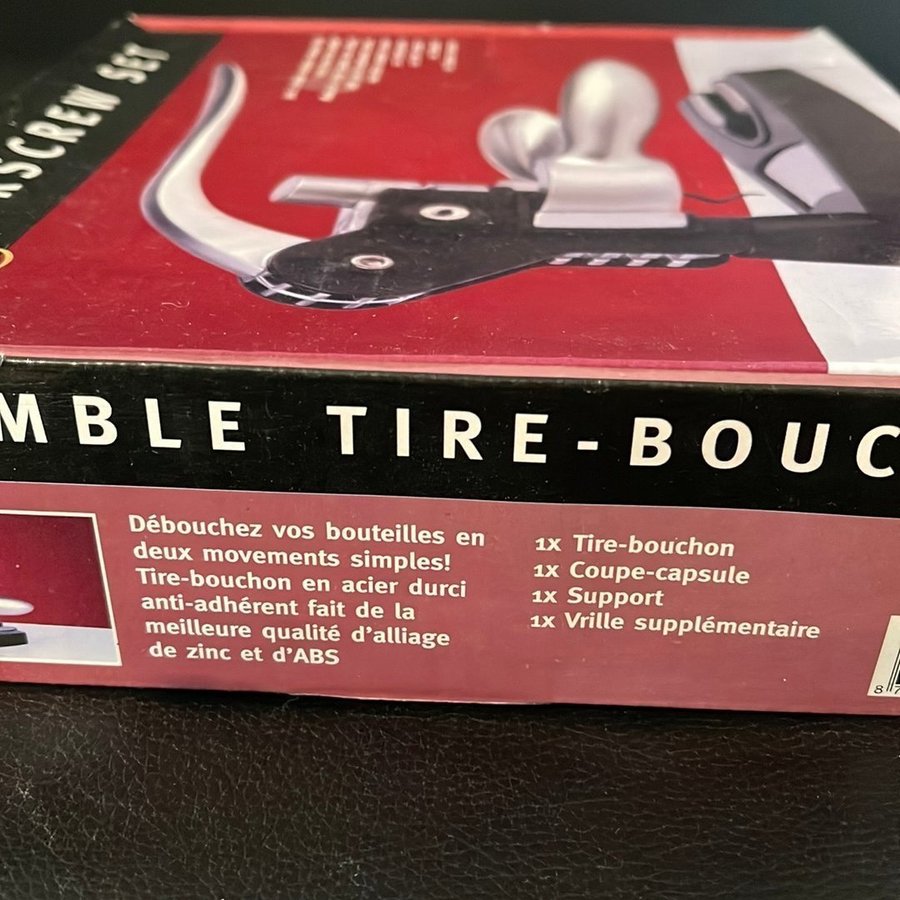 RKSCREW SET
MBLE TIRE-BOUC
Débouchez vos bouteilles en
deux movements simples!
Tire-bouchon en acier durci
anti-adhérent fait de la
meilleure qualité d'alliage
de zinc et d'ABS
1x Tire-bouchon
1x Coupe-capsule
1x Support
1x Vrille supplémentaire
8